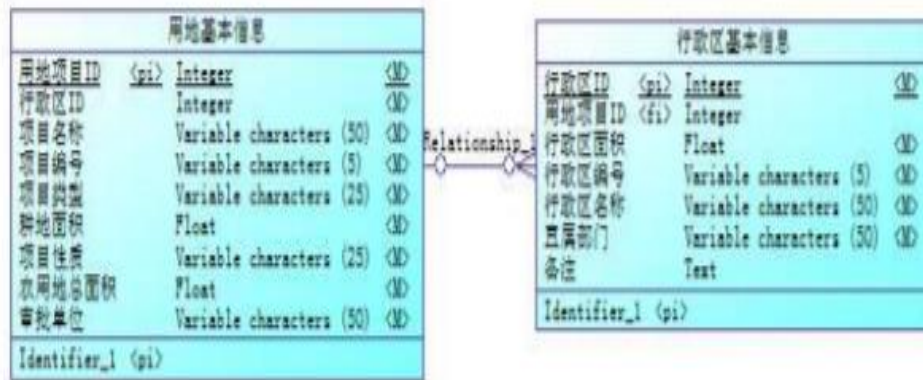 用地基本信息
用地项目ID <pi> Integer <M>
行政区ID Integer <M>
项目名称 Variable characters (50) <M>
项目编号 Variable characters (5) <M>
项目类型 Variable characters (25) <M>
耕地面积 Float <M>
项目性质 Variable characters (25) <M>
农用地总面积 Float <M>
审批单位 Variable characters (50) <M>
Identifier_1 <pi>
Relationship_1
行政区基本信息
行政区ID <pi> Integer <M>
用地项目ID <fi> Integer
行政区面积 Float <M>
行政区编号 Variable characters (5) <M>
行政区名称 Variable characters (50) <M>
直属部门 Variable characters (50) <M>
备注 Text
Identifier_1 <pi>